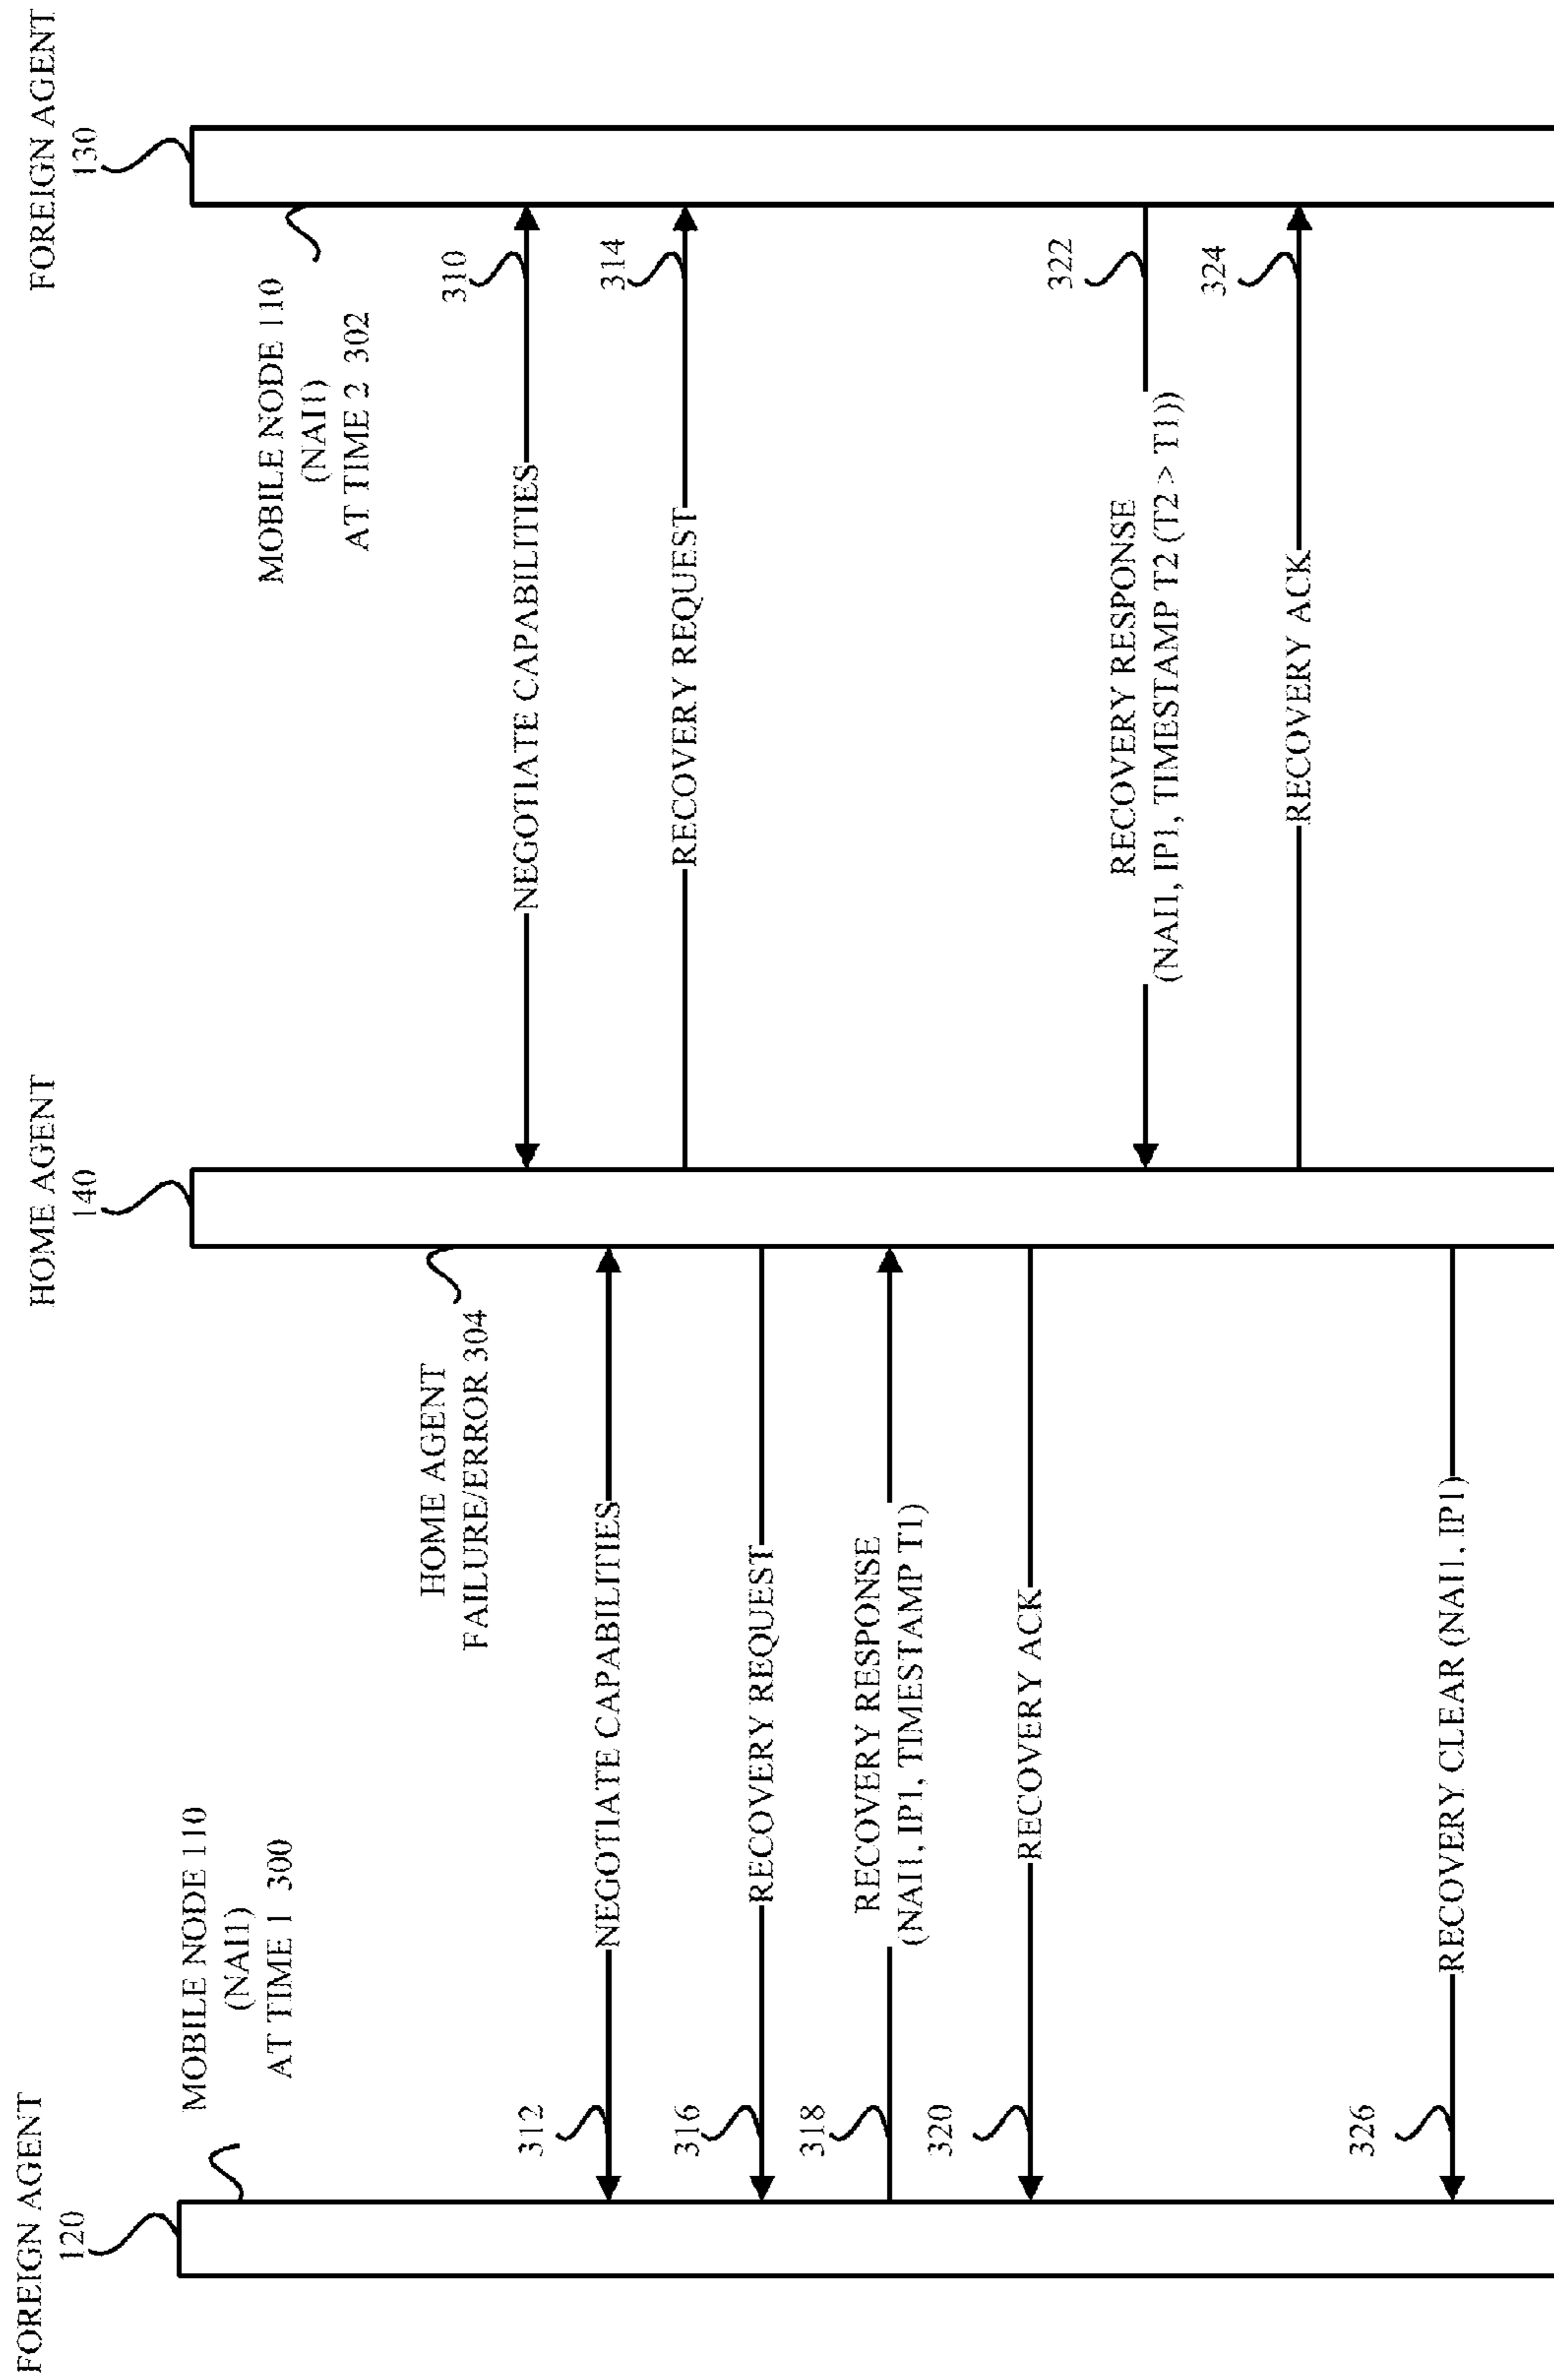 FOREIGN AGENT
120
HOME AGENT
140
FOREIGN AGENT
130
MOBILE NODE 110
(NAI1)
AT TIME 1 300
MOBILE NODE 110
(NAI1)
AT TIME 2 302
HOME AGENT
FAILURE/ERROR 304
NEGOTIATE CAPABILITIES
310
312
NEGOTIATE CAPABILITIES
RECOVERY REQUEST
314
316
RECOVERY REQUEST
318
RECOVERY RESPONSE
(NAI1, IP1, TIMESTAMP T1)
320
RECOVERY ACK
RECOVERY RESPONSE
(NAI1, IP1, TIMESTAMP T2 (T2 > T1))
322
RECOVERY ACK
324
326
RECOVERY CLEAR (NAI1, IP1)